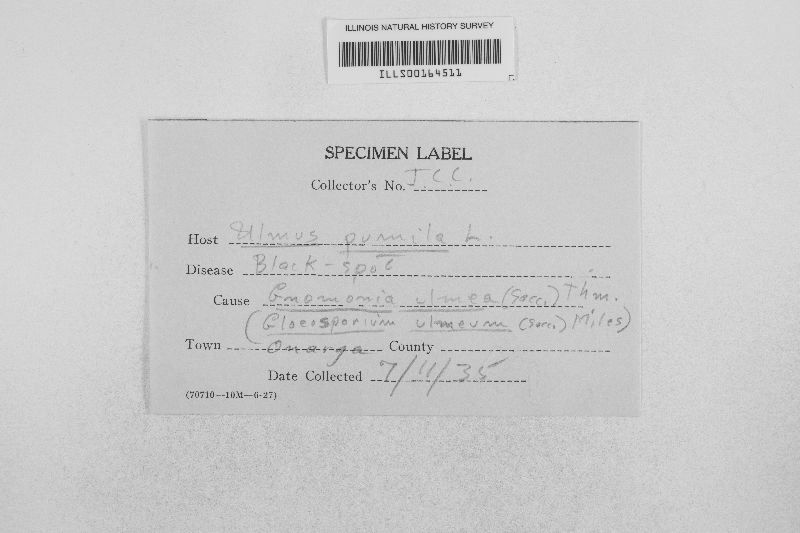 ILLINOIS NATURAL HISTORY SURVEY
ILLS00164511
SPECIMEN LABEL
Collector's No. J.C.C.
Host Ulmus pumila L.
Disease Black-spot
Cause Gnomonia ulmea (Sacc.) Thm.
(Gloeosporium ulmeum (Sacc.) Miles)
Town Onarga County
Date Collected 7/11/35
(70710—10M—6-27)